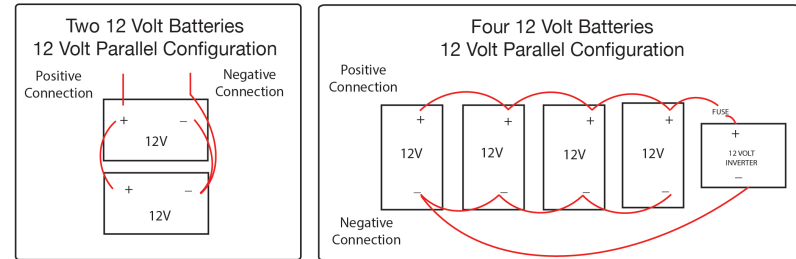 Two 12 Volt Batteries
12 Volt Parallel Configuration
Positive
Connection
Negative
Connection
+ −
12V
+ −
12V
Four 12 Volt Batteries
12 Volt Parallel Configuration
Positive
Connection
FUSE
+ + + + +
12V 12V 12V 12V 12 VOLT
INVERTER
− − − − −
Negative
Connection